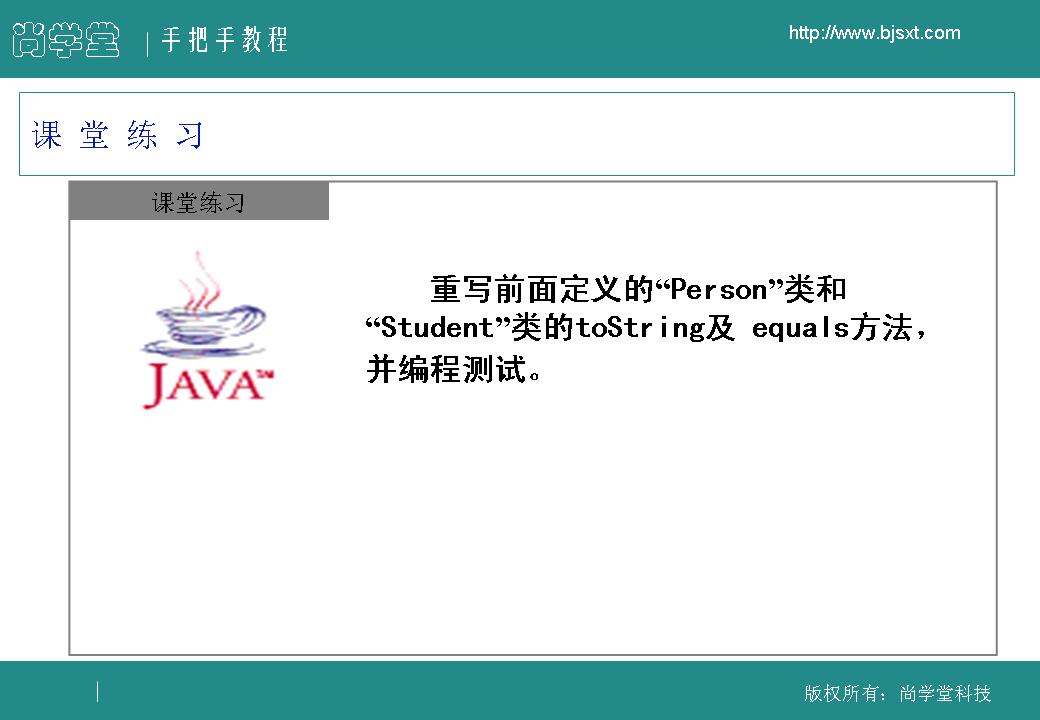 尚学堂 | 手把手教程
http://www.bjsxt.com
课 堂 练 习
课堂练习
JAVA™
重写前面定义的“Person”类和
“Student”类的toString及 equals方法，
并编程测试。
版权所有：尚学堂科技